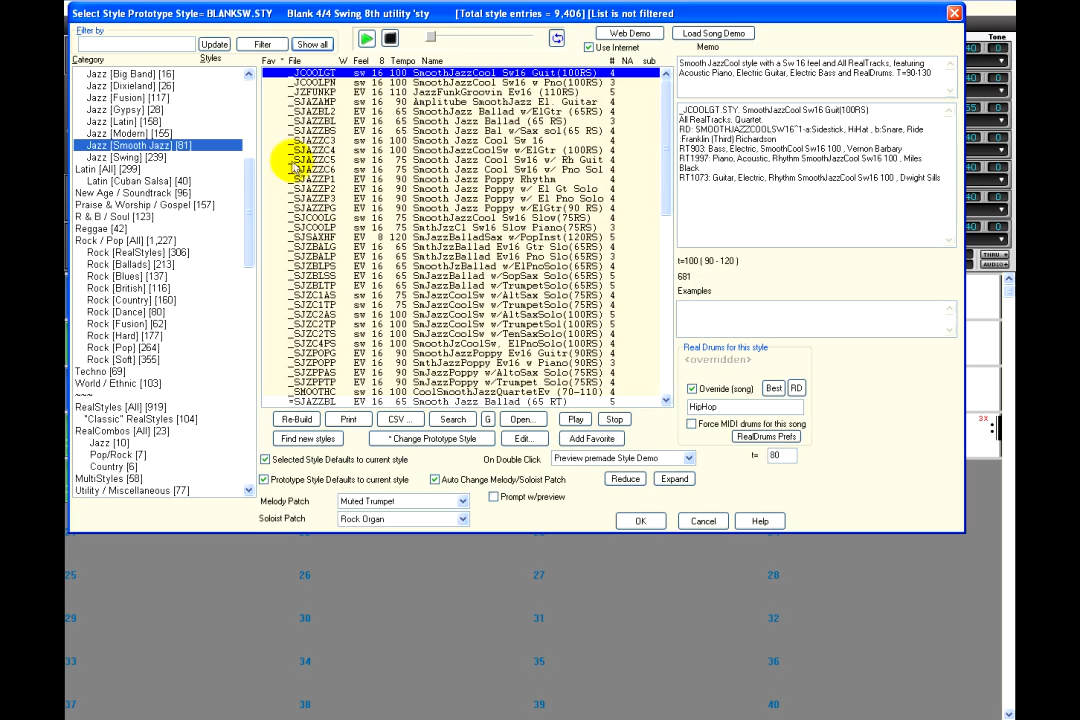 Select Style Prototype Style= BLANKSW.STY Blank 4/4 Swing 8th utility 'sty [Total style entries = 9,406] [List is not filtered
Filter by
Update
Filter
Show all
Web Demo
Load Song Demo
Use Internet
Memo
Tone
Category
Styles
Fav * File W Feel 8 Tempo Name # NA sub
Jazz [Big Band] [16]
Jazz [Dixieland] [26]
Jazz [Fusion] [117]
Jazz [Gypsy] [28]
Jazz [Latin] [158]
Jazz [Modern] [155]
Jazz [Smooth Jazz] [81]
Jazz [Swing] [239]
Latin [All] [299]
Latin [Cuban Salsa] [40]
New Age / Soundtrack [96]
Praise & Worship / Gospel [157]
R & B / Soul [123]
Reggae [42]
Rock / Pop [All] [1,227]
Rock [RealStyles] [306]
Rock [Ballads] [213]
Rock [Blues] [137]
Rock [British] [116]
Rock [Country] [160]
Rock [Dance] [80]
Rock [Fusion] [62]
Rock [Hard] [177]
Rock [Pop] [264]
Rock [Soft] [355]
Techno [69]
World / Ethnic [103]
~~~
RealStyles [All] [919]
"Classic" RealStyles [104]
RealCombos [All] [23]
Jazz [10]
Pop/Rock [7]
Country [6]
MultiStyles [58]
Utility / Miscellaneous [77]
_JCOOLGT sw 16 100 SmoothJazzCool Sw16 Guit(100RS) 4
_JCOOLPN sw 16 100 SmoothJazzCool Sw16 w Pno(100RS) 3
_JZFUNKP EV 16 110 JazzFunkGroovin Ev16 (110RS) 5
_SJAZAMP sw 16 90 Amplitube SmoothJazz El. Guitar 4
_SJAZBL2 EV 16 65 SmoothJazz Ballad w/ElGtr (65RS) 4
_SJAZZBL EV 16 65 SmoothJazz Ballad (65 RS) 3
_SJAZZBS EV 16 65 Smooth Jazz Bal w/Sax sol(65 RS) 4
_SJAZZC3 sw 16 90 Smooth Jazz Cool Sw 16 4
_SJAZZC4 sw 16 90 SmoothJazzCoolSw w/ElGtr (100RS) 4
_SJAZZC5 sw 16 75 Smooth Jazz Cool Sw16 w/ Rh Guit 4
_SJAZZC6 sw 16 75 Smooth Jazz Cool Sw16 w/ Pno Sol 4
_SJAZZP1 EV 16 90 Smooth Jazz Poppy Rhythm 4
_SJAZZP2 EV 16 90 Smooth Jazz Poppy w/ El Gt Solo 4
_SJAZZP3 EV 16 90 Smooth Jazz Poppy w/ El Pno Solo 4
_SJAZZPG EV 16 90 Smooth Jazz Poppy w/ElGtr(90 RS) 4
_SJCOOLG sw 16 75 SmoothJazzCool Sw16 Slow(75RS) 4
_SJCOOLP sw 16 75 SmthJzzCl Sw16 Slow Piano(75RS) 3
_SJSAXHF EV 8 120 SmJazzBalladSax w/PopInst(120RS) 5
_SJZBALG EV 16 65 SmthJzzBallad Ev16 Gtr Slo(65RS) 4
_SJZBALP EV 16 65 SmthJzzBallad Ev16 Pno Slo(65RS) 3
_SJZBLPS EV 16 65 SmoothJzBallad w/ElPnoSolo(65RS) 4
_SJZBLSS EV 16 65 SmJazzBallad w/SopSax Solo(65RS) 4
_SJZBLTP EV 16 65 SmJazzBallad w/TrumpetSolo(65RS) 4
_SJZC1AS sw 16 75 SmJazzCoolSw w/AltSax Solo(75RS) 4
_SJZC1TP sw 16 75 SmJazzCoolSw w/TrumpetSolo(75RS) 4
_SJZC2AS sw 16 100 SmJazzCoolSw w/AltSaxSolo(100RS) 4
_SJZC2TP sw 16 100 SmJazzCoolSw w/TrumpetSol(100RS) 4
_SJZC2TS sw 16 100 SmJazzCoolSw w/TenSaxSolo(100RS) 4
_SJZC4PS sw 16 100 SmoothJzCoolSw, ElPnoSolo(100RS) 4
_SJZPOPG EV 16 90 SmthJazzPoppy Ev16 Guitr(90RS) 4
_SJZPOPP EV 16 90 SmthJazzPoppy Ev16 w Piano(90RS) 3
_SJZPPAS EV 16 90 SmJazzPoppy w/AltoSax Solo(90RS) 4
_SJZPPTP EV 16 90 SmJazzPoppy w/Trumpet Solo(90RS) 4
_SMOOTHC sw 16 100 CoolSmoothJazzQuartetEv (70-110) 4
=SJAZZBL EV 16 65 Smooth Jazz Ballad (65 RT) 5
SmoothJazzCool style with a Sw 16 feel and All RealTracks, featuring
Acoustic Piano, Electric Guitar, Electric Bass and RealDrums. T=90-130
_JCOOLGT.STY. SmoothJazzCool Sw16 Guit(100RS)
All RealTracks. Quartet.
RD: SMOOTHJAZZCOOLSW16^1-a:Sidestick, HiHat , b:Snare, Ride
Franklin (Third) Richardson
RT903: Bass, Electric, SmoothJazzCoolSw16 100 , Vernon Barbary
RT1997: Piano, Acoustic, Rhythm SmoothJazzCool Sw16 100 , Miles
Black
RT1073: Guitar, Electric, Rhythm SmoothJazzCool Sw16 100 , Dwight Sills
t=100 ( 90 - 120 )
681
Examples
Real Drums for this style
<overridden>
Override (song)
Best
RD
HipHop
Force MIDI drums for this song
RealDrums Prefs
t= 80
Re-Build
Print
CSV ...
Search
G
Open...
Play
Stop
Find new styles
* Change Prototype Style
Edit...
Add Favorite
Selected Style Defaults to current style
On Double Click
Preview premade Style Demo
Prototype Style Defaults to current style
Auto Change Melody/Soloist Patch
Reduce
Expand
Melody Patch
Muted Trumpet
Prompt w/preview
Soloist Patch
Rock Organ
OK
Cancel
Help
THRU
AUDIO
3X
25 26 27 28
29 30 31 32
33 34 35 36
37 38 39 40